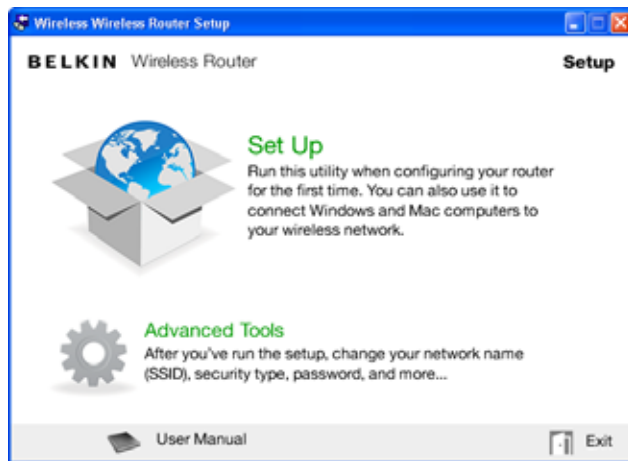 Wireless Wireless Router Setup
BELKIN Wireless Router
Setup
Set Up
Run this utility when configuring your router
for the first time. You can also use it to
connect Windows and Mac computers to
your wireless network.
Advanced Tools
After you've run the setup, change your network name
(SSID), security type, password, and more...
User Manual
Exit